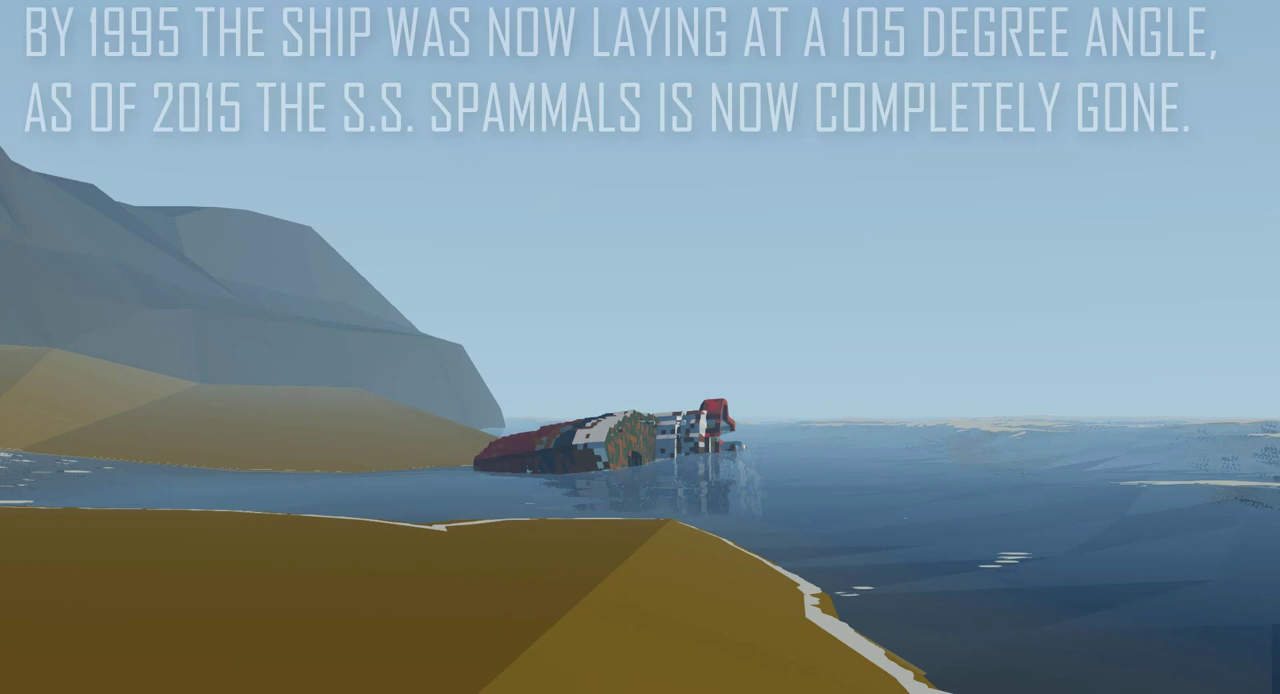 BY 1995 THE SHIP WAS NOW LAYING AT A 105 DEGREE ANGLE,
AS OF 2015 THE S.S. SPAMMALS IS NOW COMPLETELY GONE.